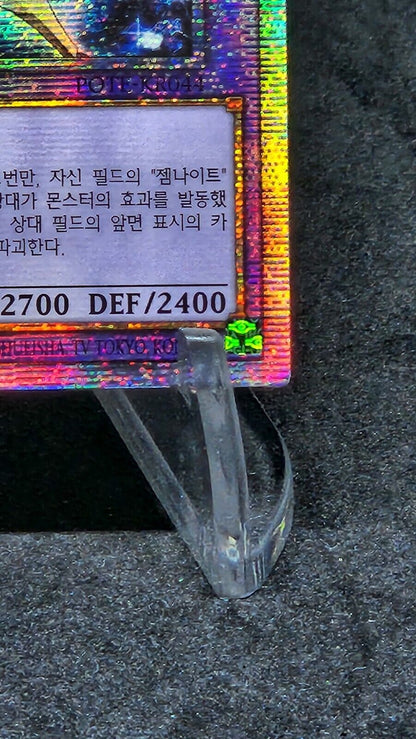 POTE-KR044
번만, 자신 필드의 "젬나이트"
상대가 몬스터의 효과를 발동했
상대 필드의 앞면 표시의 카
파괴한다.
2700 DEF/2400
TV TOKYO